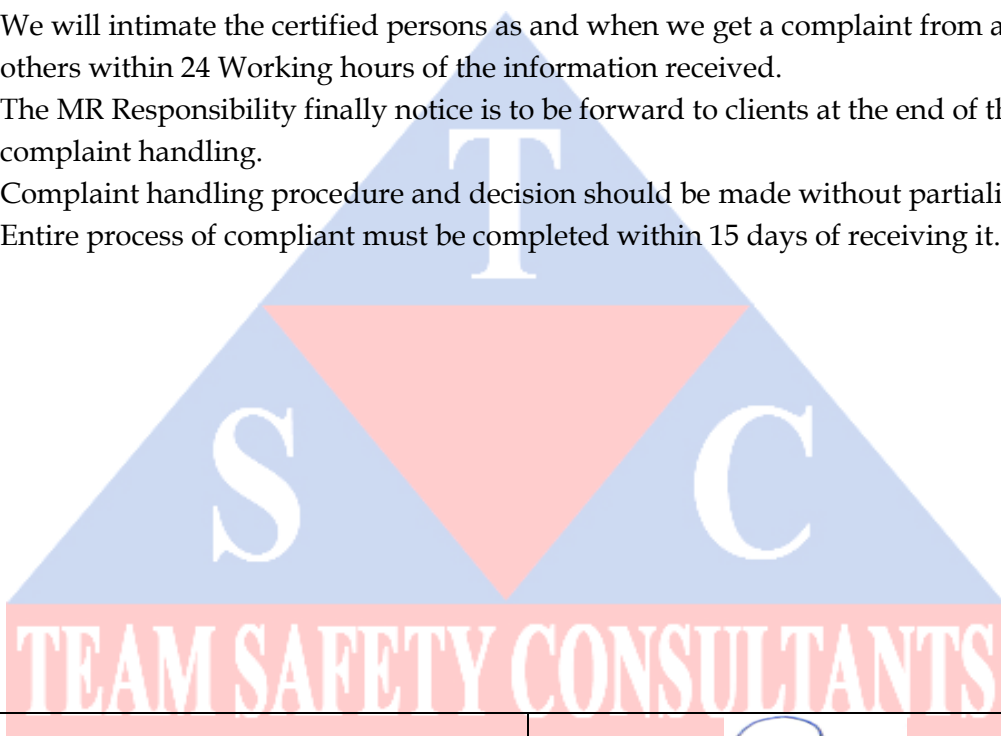 We will intimate the certified persons as and when we get a complaint from a
others within 24 Working hours of the information received.
The MR Responsibility finally notice is to be forward to clients at the end of th
complaint handling.
Complaint handling procedure and decision should be made without partiali
Entire process of compliant must be completed within 15 days of receiving it.
T
S C
TEAM SAFETY CONSULTANTS